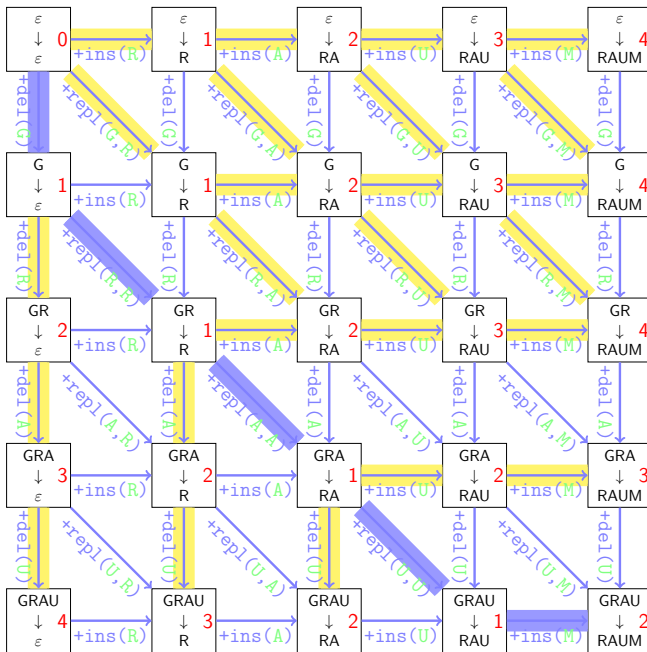 ε ↓ ε 0 +ins(R) ε ↓ R 1 +ins(A) ε ↓ RA 2 +ins(U) ε ↓ RAU 3 +ins(M) ε ↓ RAUM 4
+del(G) +repl(G,R) +del(G) +repl(G,A) +del(G) +repl(G,U) +del(G) +repl(G,M) +del(G)
G ↓ ε 1 +ins(R) G ↓ R 1 +ins(A) G ↓ RA 2 +ins(U) G ↓ RAU 3 +ins(M) G ↓ RAUM 4
+del(R) +repl(R,R) +del(R) +repl(R,A) +del(R) +repl(R,U) +del(R) +repl(R,M) +del(R)
GR ↓ ε 2 +ins(R) GR ↓ R 1 +ins(A) GR ↓ RA 2 +ins(U) GR ↓ RAU 3 +ins(M) GR ↓ RAUM 4
+del(A) +repl(A,R) +del(A) +repl(A,A) +del(A) +repl(A,U) +del(A) +repl(A,M) +del(A)
GRA ↓ ε 3 +ins(R) GRA ↓ R 2 +ins(A) GRA ↓ RA 1 +ins(U) GRA ↓ RAU 2 +ins(M) GRA ↓ RAUM 3
+del(U) +repl(U,R) +del(U) +repl(U,A) +del(U) +repl(U,U) +del(U) +repl(U,M) +del(U)
GRAU ↓ ε 4 +ins(R) GRAU ↓ R 3 +ins(A) GRAU ↓ RA 2 +ins(U) GRAU ↓ RAU 1 +ins(M) GRAU ↓ RAUM 2